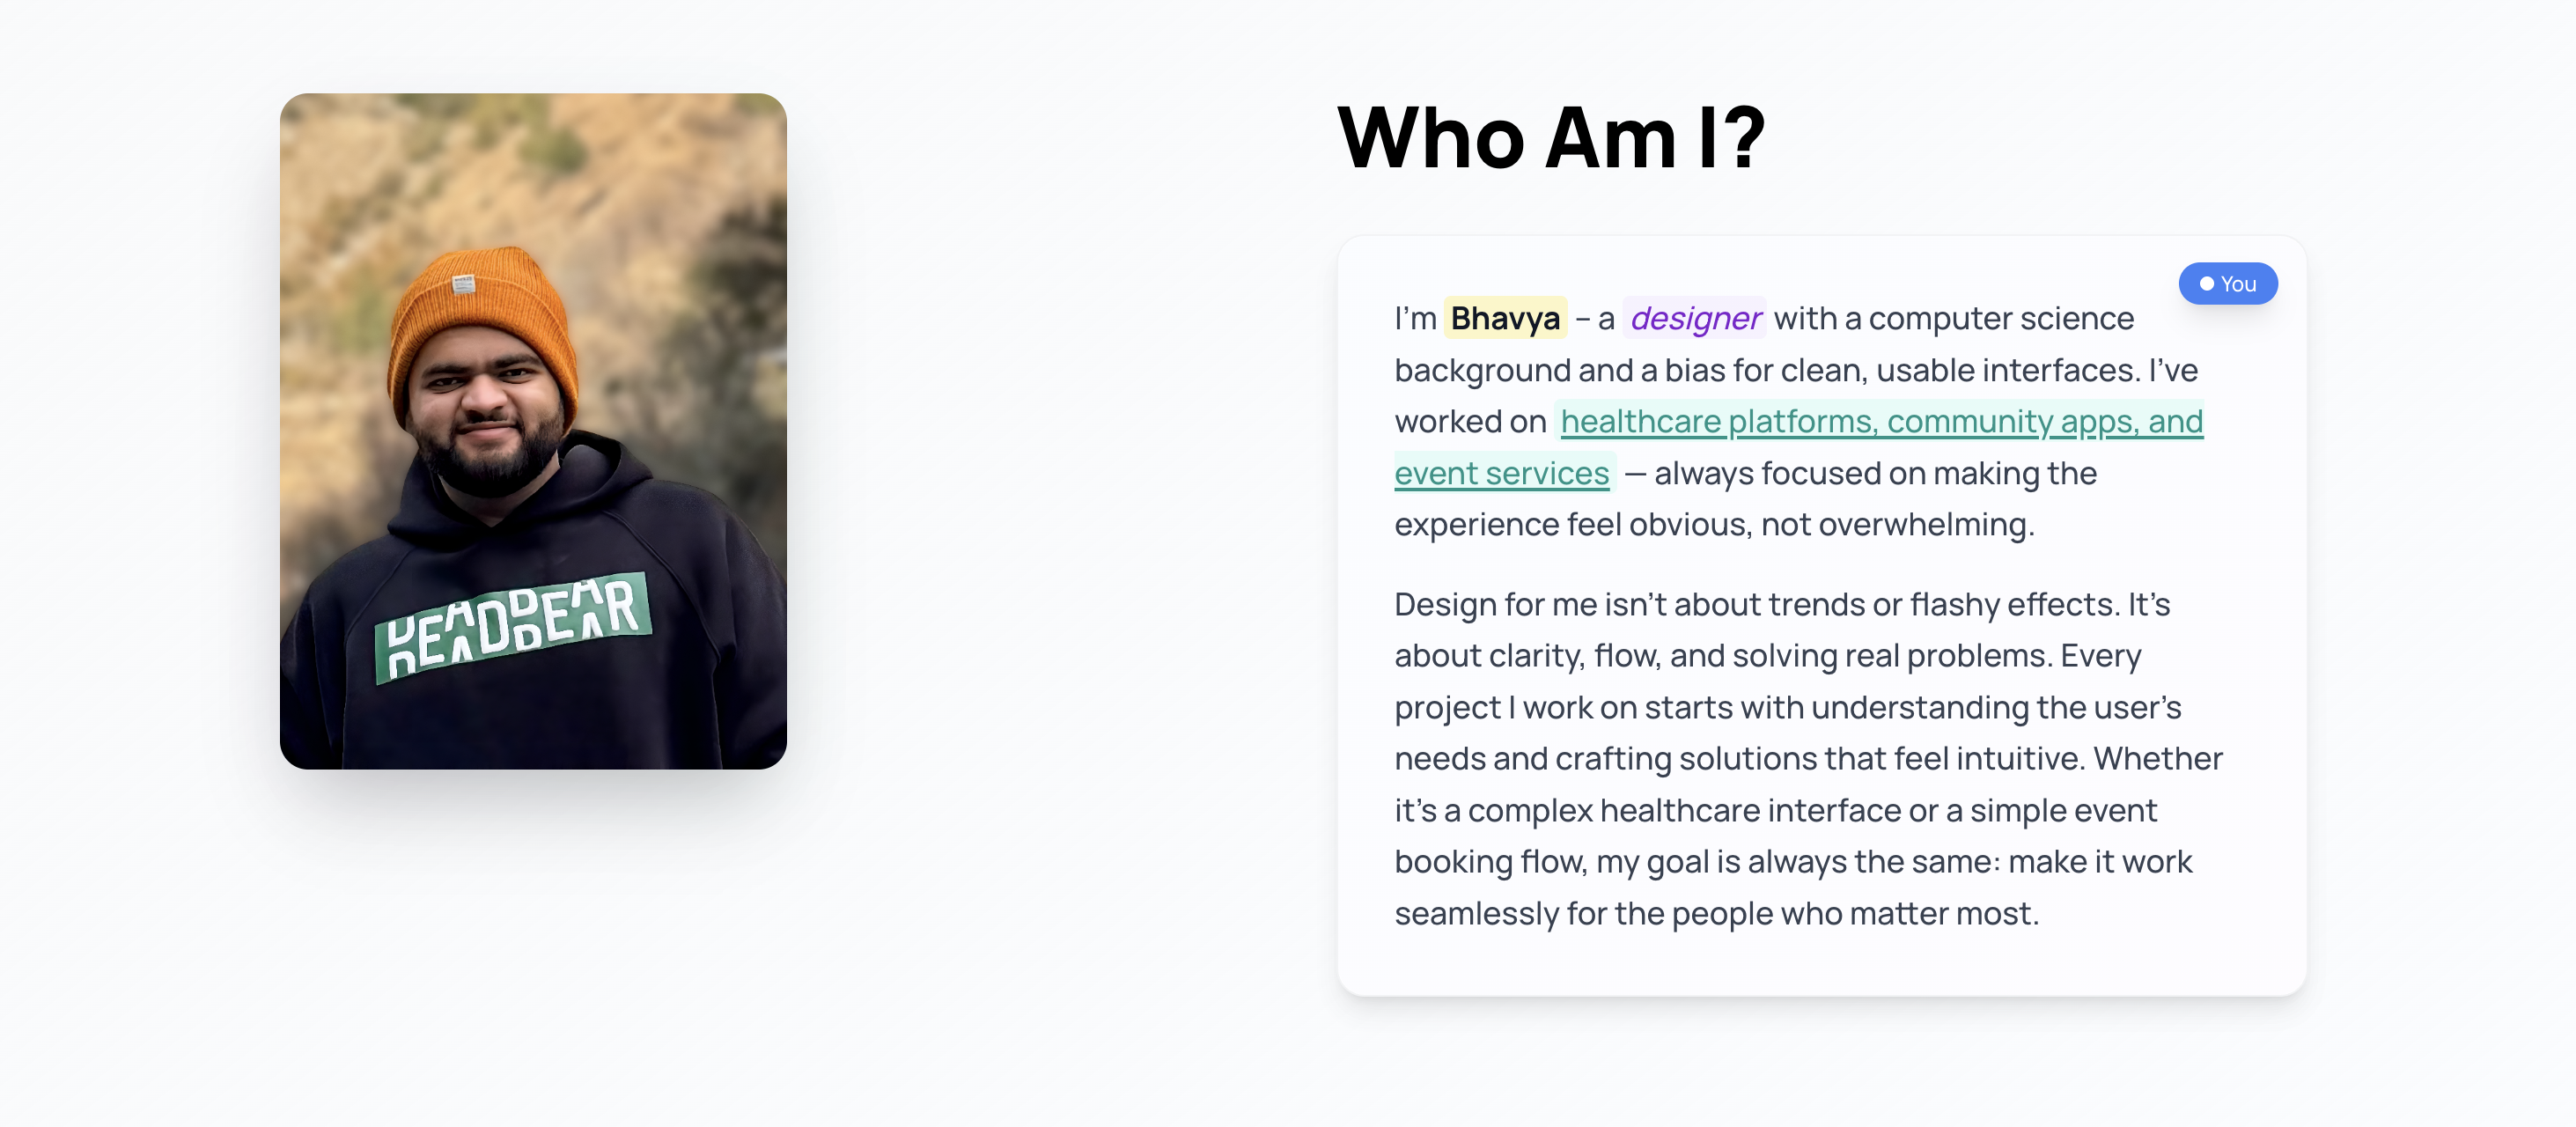 Who Am I?
You
I’m Bhavya – a designer with a computer science
background and a bias for clean, usable interfaces. I’ve
worked on healthcare platforms, community apps, and
event services — always focused on making the
experience feel obvious, not overwhelming.
Design for me isn’t about trends or flashy effects. It’s
about clarity, flow, and solving real problems. Every
project I work on starts with understanding the user’s
needs and crafting solutions that feel intuitive. Whether
it’s a complex healthcare interface or a simple event
booking flow, my goal is always the same: make it work
seamlessly for the people who matter most.
DEADBEAR